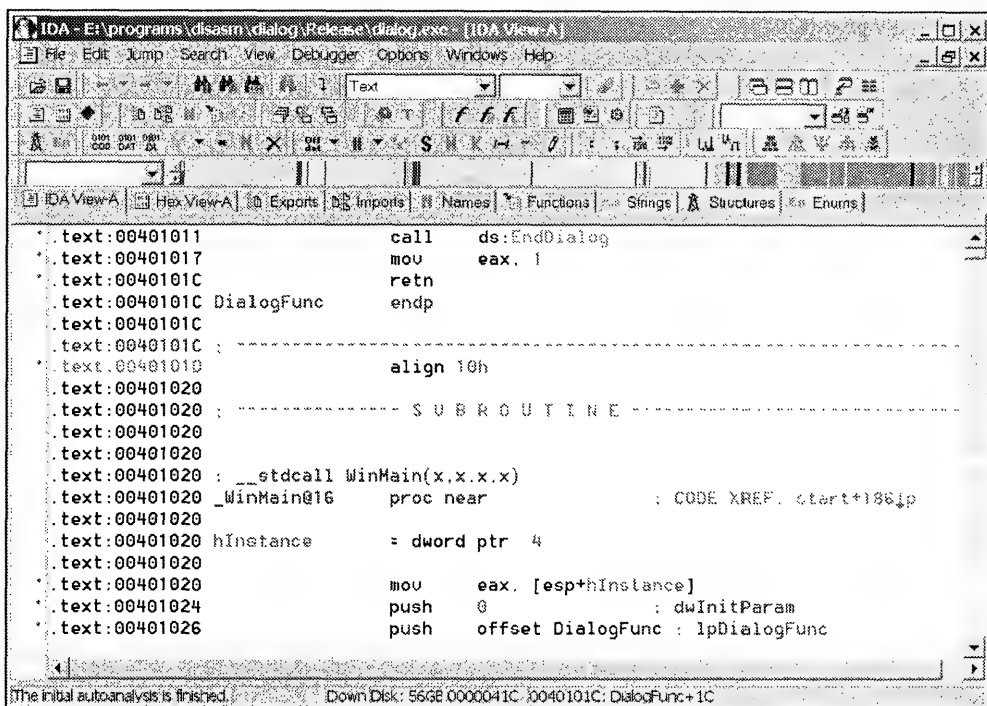 IDA - E:\programs\disasm\dialog\Release\dialog.exe - [IDA View-A]
File Edit Jump Search View Debugger Options Windows Help
Text
IDA View-A Hex View-A Exports Imports N Names Functions Strings Structures Enums
.text:00401011 call ds:EndDialog
.text:00401017 mov eax, 1
.text:0040101C retn
.text:0040101C DialogFunc endp
.text:0040101C
.text:0040101C ; ---------------------------------------------------------------------------
.text:0040101D align 10h
.text:00401020
.text:00401020 ; --------------- S U B R O U T I N E ---------------------------------------
.text:00401020
.text:00401020
.text:00401020 ; __stdcall WinMain(x,x,x,x)
.text:00401020 _WinMain@16 proc near ; CODE XREF: start+186↓p
.text:00401020
.text:00401020 hInstance = dword ptr 4
.text:00401020
.text:00401020 mov eax, [esp+hInstance]
.text:00401024 push 0 ; dwInitParam
.text:00401026 push offset DialogFunc ; lpDialogFunc
The initial autoanalysis is finished. Down Disk: 56GB 0000041C 0040101C: DialogFunc+1C